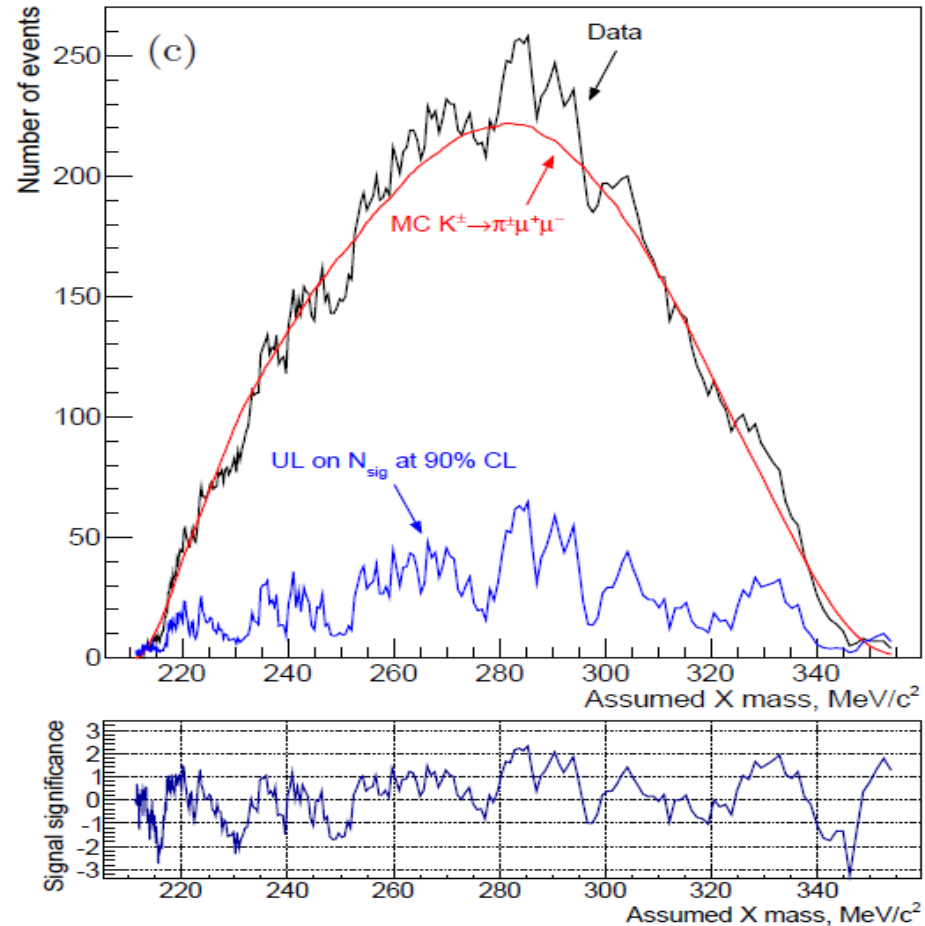 (c)
Number of events
250
200
150
100
50
0
Data
MC K±→π±μ+μ−
UL on Nsig at 90% CL
220 240 260 280 300 320 340
Assumed X mass, MeV/c²
Signal significance
3
2
1
0
-1
-2
-3
220 240 260 280 300 320 340
Assumed X mass, MeV/c²